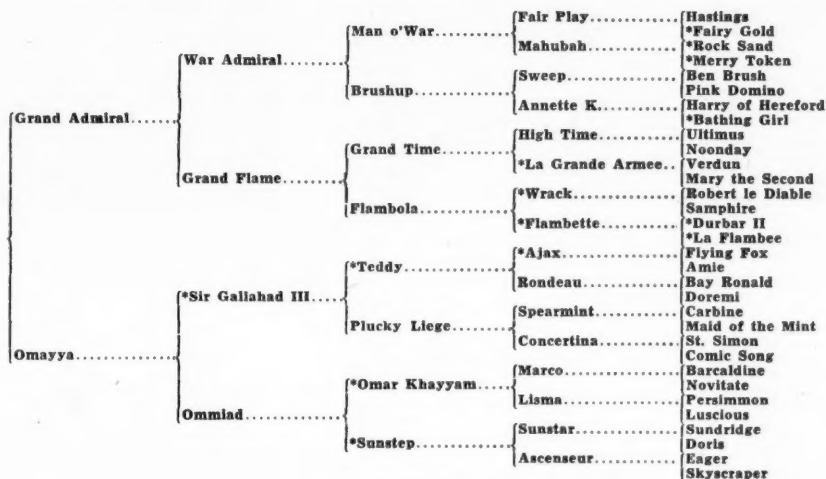 Fair Play........ Hastings
Man o'War........ *Fairy Gold
Mahubah........ *Rock Sand
War Admiral........ *Merry Token
Sweep........ Ben Brush
Brushup........ Pink Domino
Annette K. ........ Harry of Hereford
Grand Admiral........ *Bathing Girl
High Time........ Ultimus
Grand Time........ Noonday
*La Grande Armee.. Verdun
Grand Flame........ Mary the Second
*Wrack........ Robert le Diable
Flambola........ Samphire
*Flambette........ *Durbar II
*La Flambee
*Ajax........ Flying Fox
*Teddy........ Amie
Rondeau........ Bay Ronald
*Sir Gallahad III........ Doremi
Spearmint........ Carbine
Plucky Liege........ Maid of the Mint
Concertina........ St. Simon
Omayya........ Comic Song
Marco........ Barcaldine
*Omar Khayyam........ Novitate
Lisma........ Persimmon
Ommiad........ Luscious
Sunstar........ Sundridge
*Sunstep........ Doris
Ascenseur........ Eager
Skyscraper